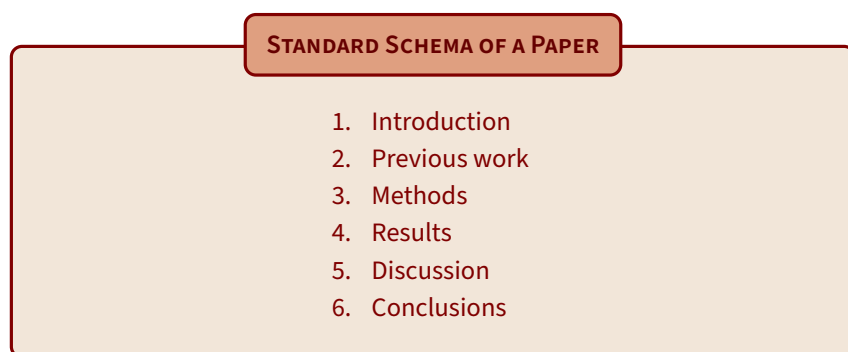 Standard Schema of a Paper
1. Introduction
2. Previous work
3. Methods
4. Results
5. Discussion
6. Conclusions